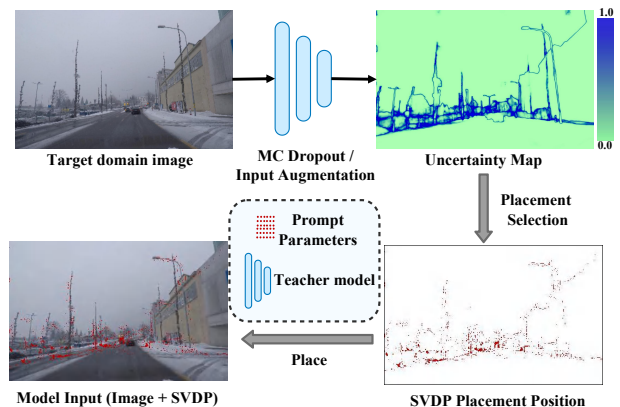 1.0
0.0
Target domain image
MC Dropout /
Input Augmentation
Uncertainty Map
Placement
Selection
Prompt
Parameters
Teacher model
Place
Model Input (Image + SVDP)
SVDP Placement Position